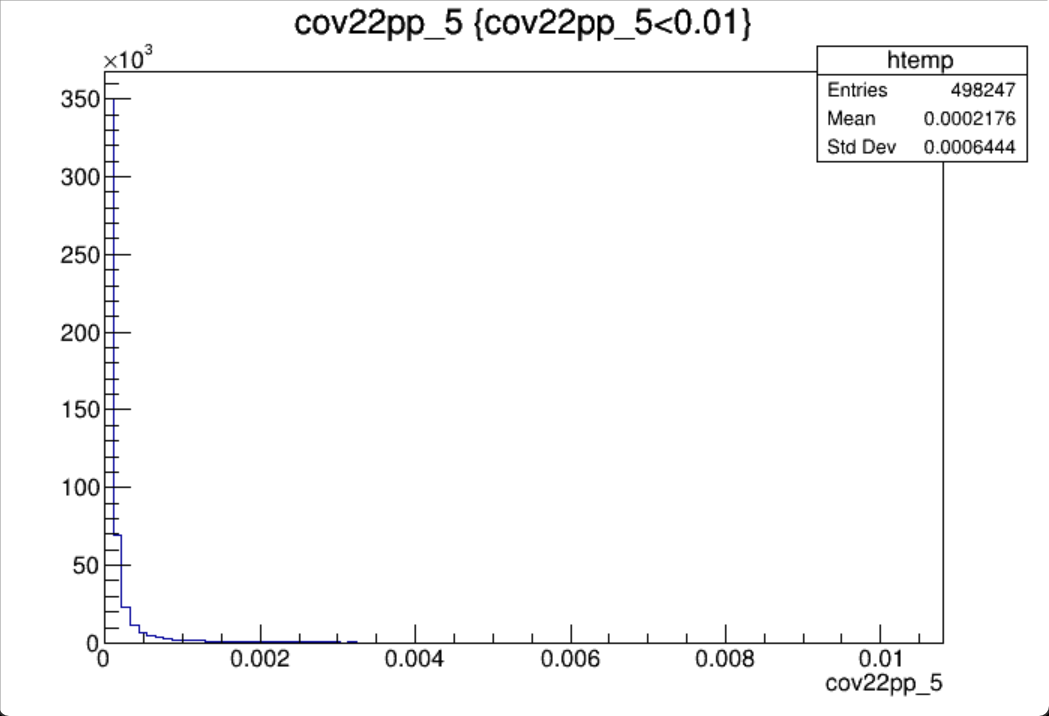 cov22pp_5 {cov22pp_5<0.01}
×10³
htemp
Entries 498247
Mean 0.0002176
Std Dev 0.0006444
350
300
250
200
150
100
50
0
0 0.002 0.004 0.006 0.008 0.01
cov22pp_5